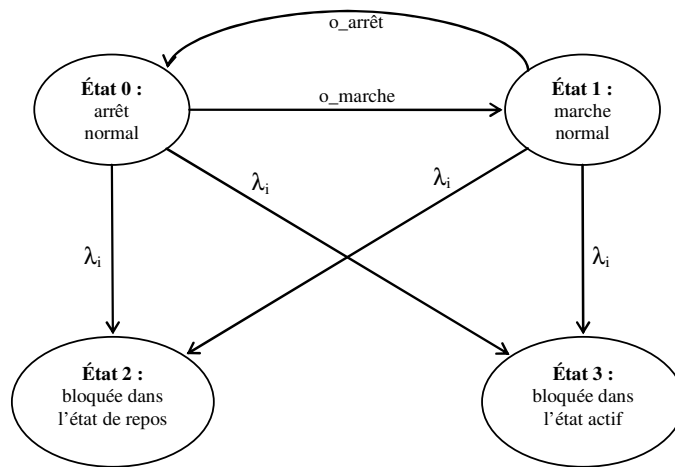 o_arrêt
État 0 :
arrêt
normal
o_marche
État 1 :
marche
normal
λi
λi
λi
λi
État 2 :
bloquée dans
l'état de repos
État 3 :
bloquée dans
l'état actif